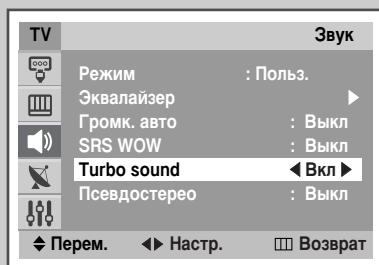 TV Звук
Режим : Польз.
Эквалайзер
Громк. авто : Выкл
SRS WOW : Выкл
Turbo sound Вкл
Псевдостерео : Выкл
Перем. Настр. Возврат